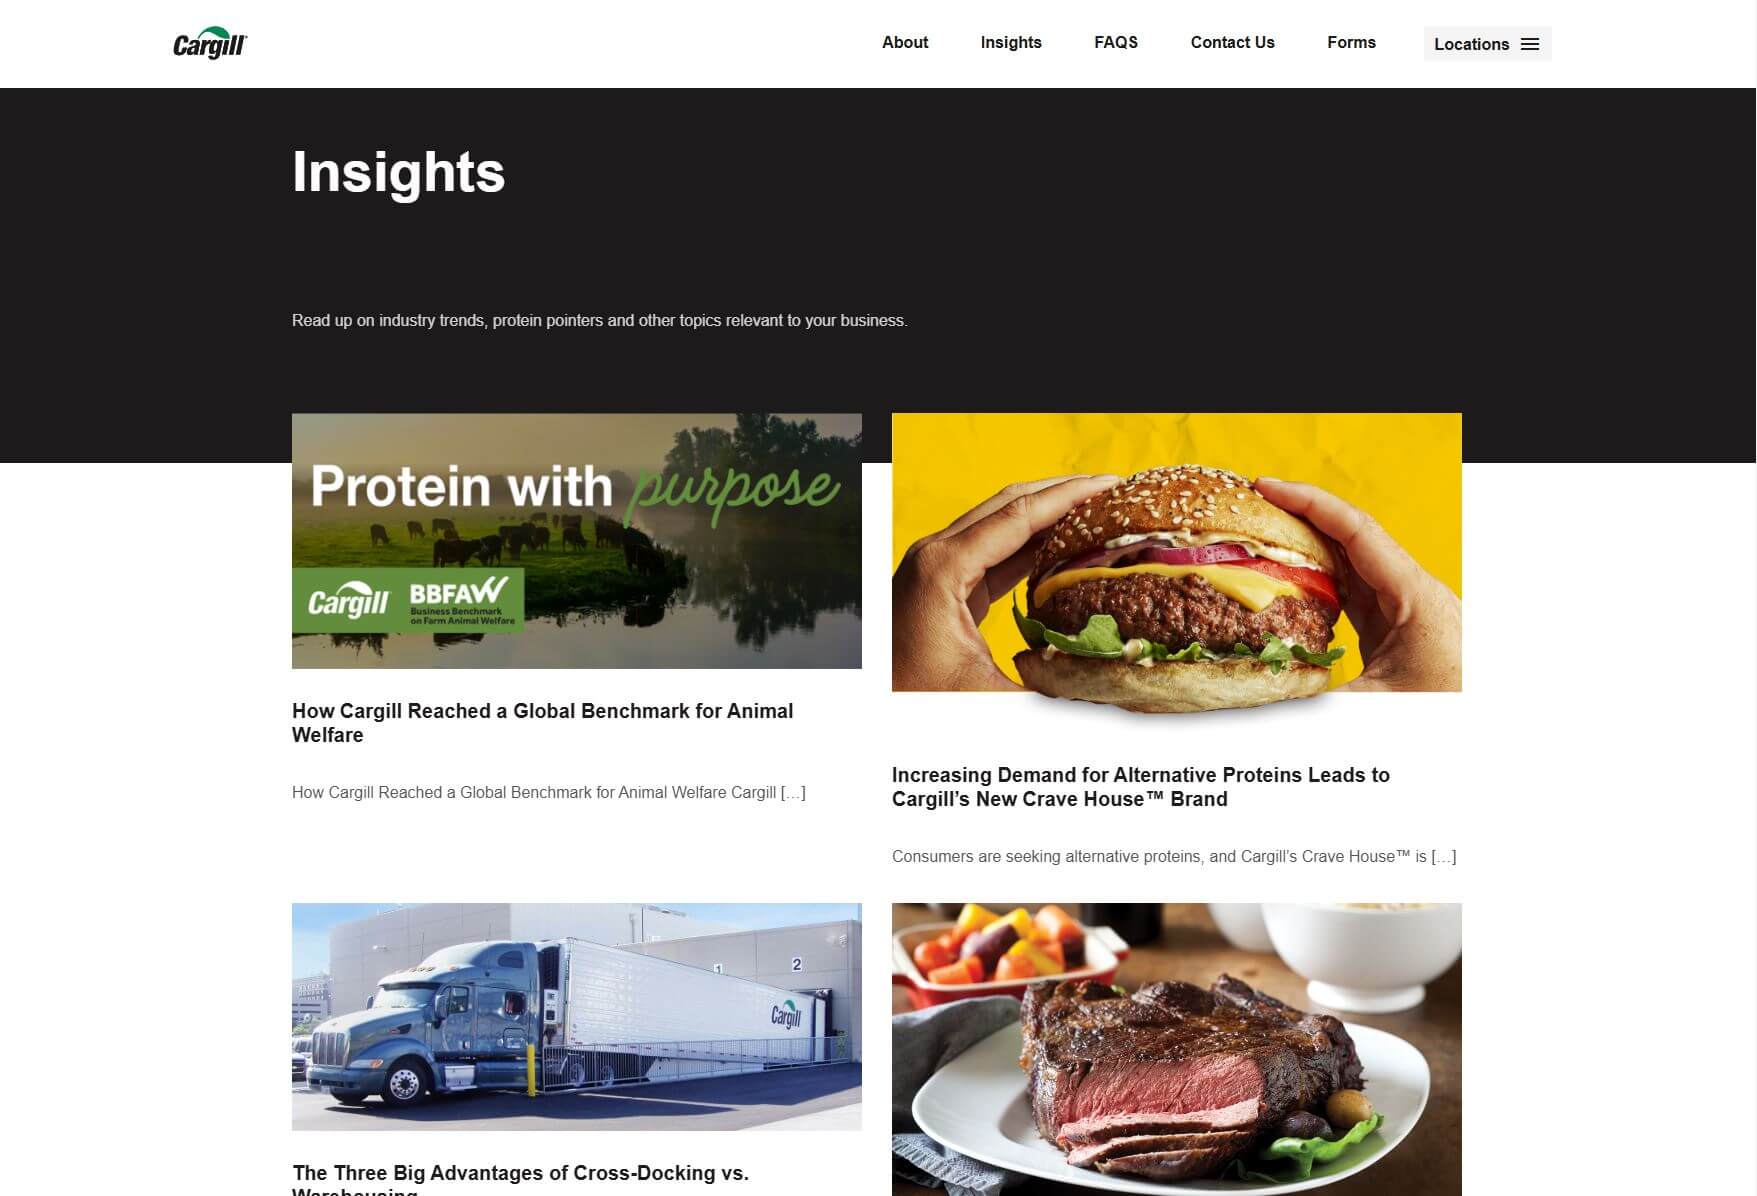 Cargill
About
Insights
FAQS
Contact Us
Forms
Locations
Insights
Read up on industry trends, protein pointers and other topics relevant to your business.
Protein with purpose
Cargill
BBFAW
Business Benchmark
on Farm Animal Welfare
How Cargill Reached a Global Benchmark for Animal
Welfare
How Cargill Reached a Global Benchmark for Animal Welfare Cargill […]
Increasing Demand for Alternative Proteins Leads to
Cargill’s New Crave House™ Brand
Consumers are seeking alternative proteins, and Cargill’s Crave House™ is […]
1
2
Cargill
The Three Big Advantages of Cross-Docking vs.
Warehousing